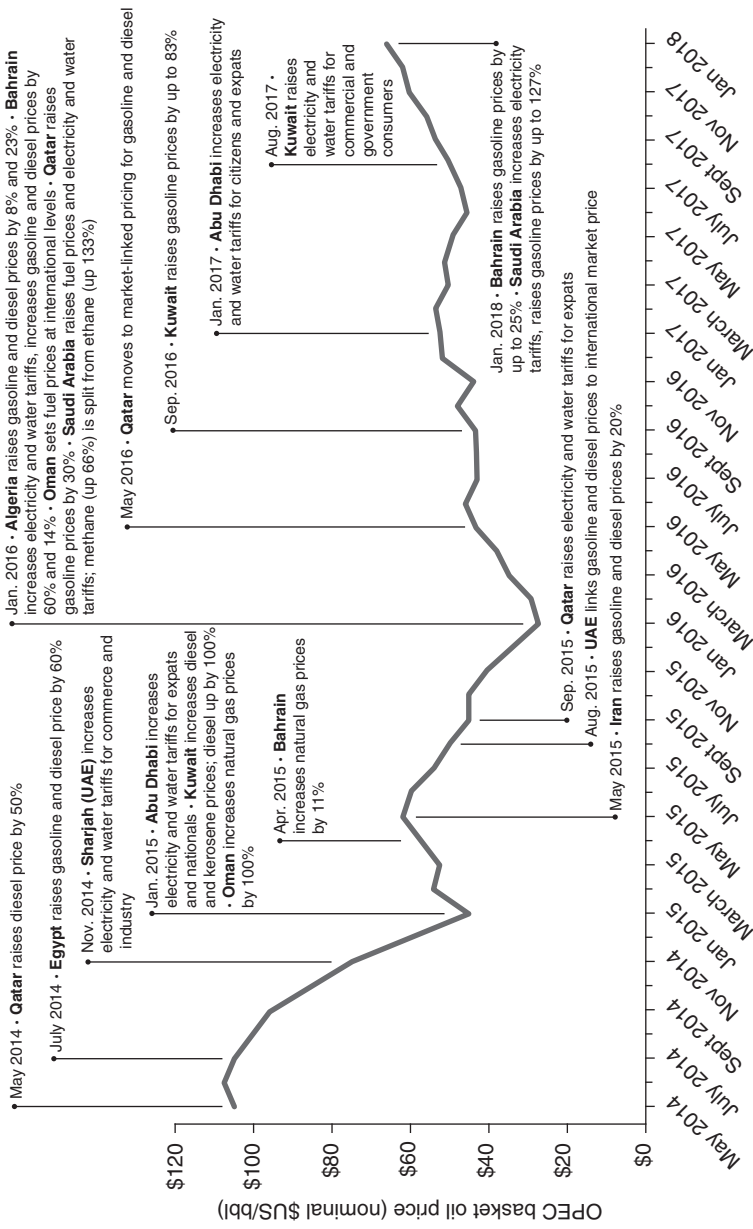 May 2014 • Qatar raises diesel price by 50%
July 2014 • Egypt raises gasoline and diesel price by 60%
Nov. 2014 • Sharjah (UAE) increases
electricity and water tariffs for commerce and
industry
Jan. 2015 • Abu Dhabi increases
electricity and water tariffs for expats
and nationals • Kuwait increases diesel
and kerosene prices; diesel up by 100%
• Oman increases natural gas prices
by 100%
Apr. 2015 • Bahrain
increases natural gas prices
by 11%
Jan. 2016 • Algeria raises gasoline and diesel prices by 8% and 23% • Bahrain
increases electricity and water tariffs, increases gasoline and diesel prices by
60% and 14% • Oman sets fuel prices at international levels • Qatar raises
gasoline prices by 30% • Saudi Arabia raises fuel prices and electricity and water
tariffs; methane (up 66%) is split from ethane (up 133%)
May 2016 • Qatar moves to market-linked pricing for gasoline and diesel
Sep. 2016 • Kuwait raises gasoline prices by up to 83%
Jan. 2017 • Abu Dhabi increases electricity
and water tariffs for citizens and expats
Aug. 2017 •
Kuwait raises
electricity and
water tariffs for
commercial and
government
consumers
Jan. 2018 • Bahrain raises gasoline prices by
up to 25% • Saudi Arabia increases electricity
tariffs, raises gasoline prices by up to 127%
Sep. 2015 • Qatar raises electricity and water tariffs for expats
Aug. 2015 • UAE links gasoline and diesel prices to international market price
May 2015 • Iran raises gasoline and diesel prices by 20%
OPEC basket oil price (nominal $US/bbl)
$120
$100
$80
$60
$40
$20
$0
May 2014
July 2014
Sept 2014
Nov 2014
Jan 2015
March 2015
May 2015
July 2015
Sept 2015
Nov 2015
Jan 2016
March 2016
May 2016
July 2016
Sept 2016
Nov 2016
Jan 2017
March 2017
May 2017
July 2017
Sept 2017
Nov 2017
Jan 2018